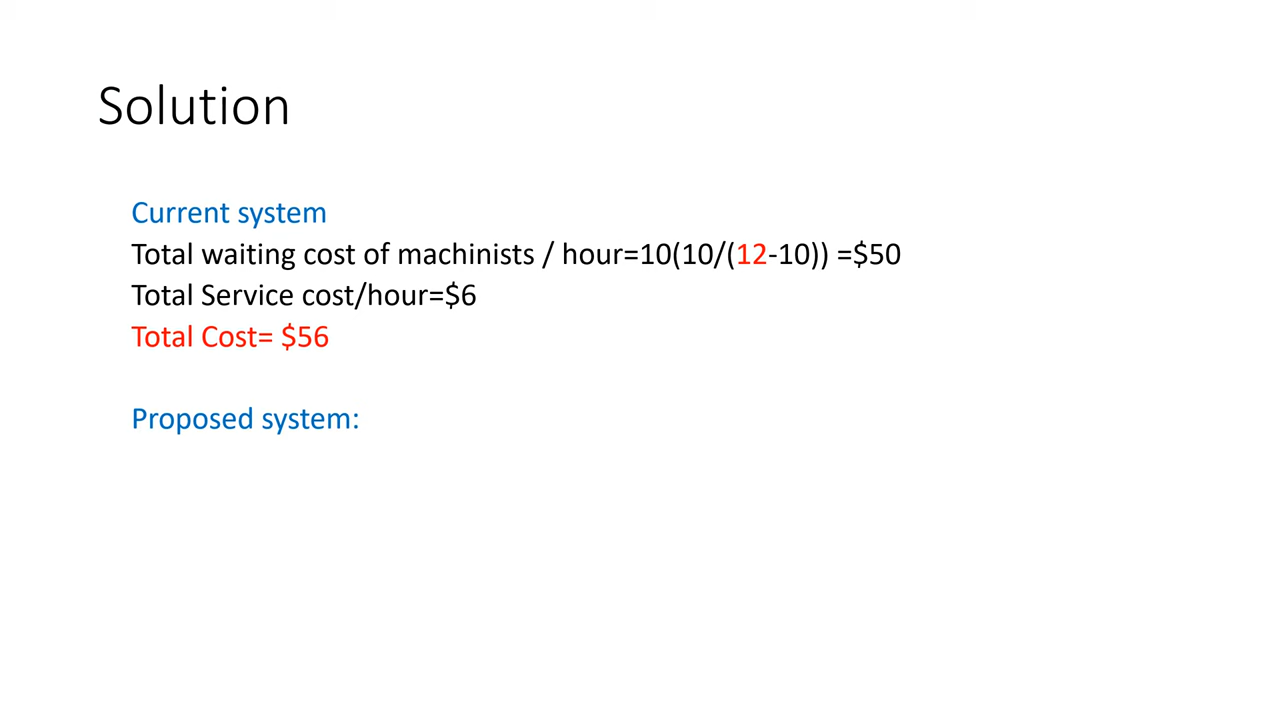 Solution
Current system
Total waiting cost of machinists / hour=10(10/(12-10)) =$50
Total Service cost/hour=$6
Total Cost= $56
Proposed system: